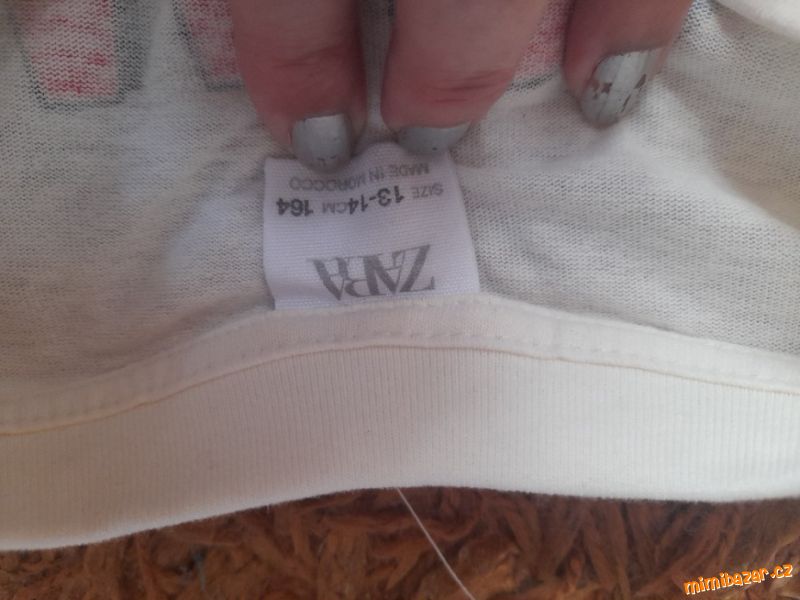 ZARA
SIZE 13-14CM 164
MADE IN MOROCCO
mimibazar.cz